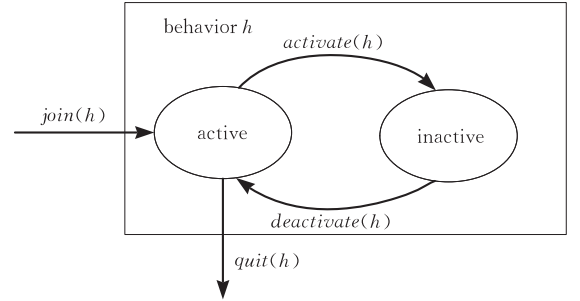 behavior h
activate(h)
join(h)
active
inactive
deactivate(h)
quit(h)